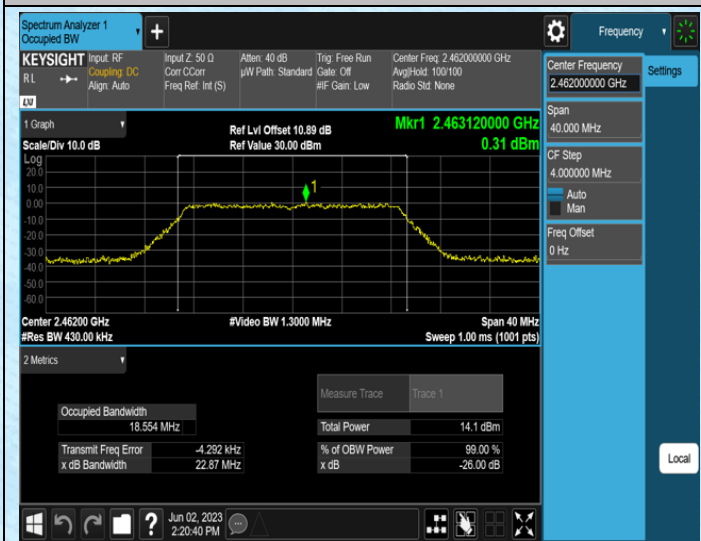 Spectrum Analyzer 1
Occupied BW
Frequency
KEYSIGHT
RL
LXI
Input: RF
Coupling: DC
Align: Auto
Input Z: 50 Ω
Corr CCorr
Freq Ref: Int (S)
Atten: 40 dB
µW Path: Standard
Trig: Free Run
Gate: Off
#IF Gain: Low
Center Freq: 2.462000000 GHz
Avg|Hold: 100/100
Radio Std: None
Center Frequency
2.462000000 GHz
Settings
Span
40.000 MHz
CF Step
4.000000 MHz
Auto
Man
Freq Offset
0 Hz
1 Graph
Scale/Div 10.0 dB
Ref Lvl Offset 10.89 dB
Ref Value 30.00 dBm
Mkr1 2.463120000 GHz
0.31 dBm
Log
20.0
10.0
0.00
-10.0
-20.0
-30.0
-40.0
-50.0
-60.0
1
Center 2.46200 GHz
#Res BW 430.00 kHz
#Video BW 1.3000 MHz
Span 40 MHz
Sweep 1.00 ms (1001 pts)
2 Metrics
Measure Trace Trace 1
Occupied Bandwidth
18.554 MHz
Total Power 14.1 dBm
Transmit Freq Error -4.292 kHz
% of OBW Power 99.00 %
x dB Bandwidth 22.87 MHz
x dB -26.00 dB
Local
?
Jun 02, 2023
2:20:40 PM